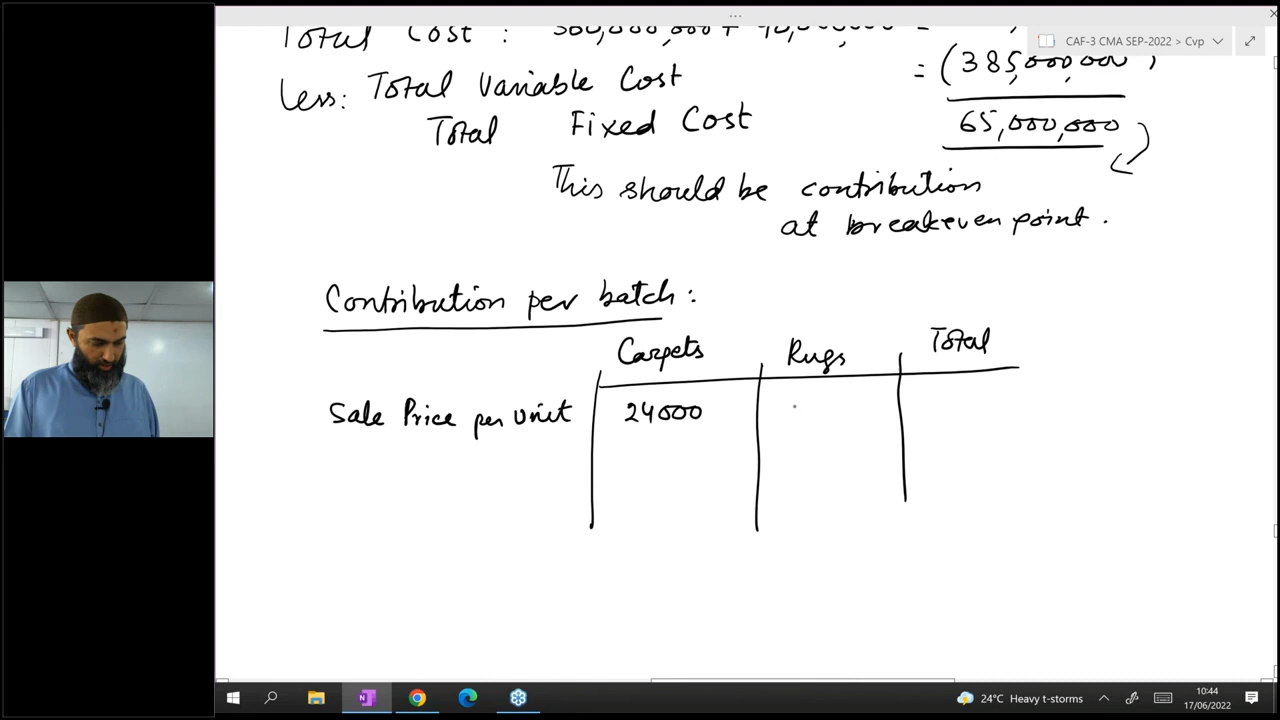 CAF-3 CMA SEP-2022 > Cvp
Total Cost :
= (385,000,000)
Less: Total Variable Cost
Total Fixed Cost 65,000,000
This should be contribution
at breakeven point.
Contribution per batch:
Carpets Rugs Total
Sale Price per unit 24000
24°C Heavy t-storms
10:44
17/06/2022